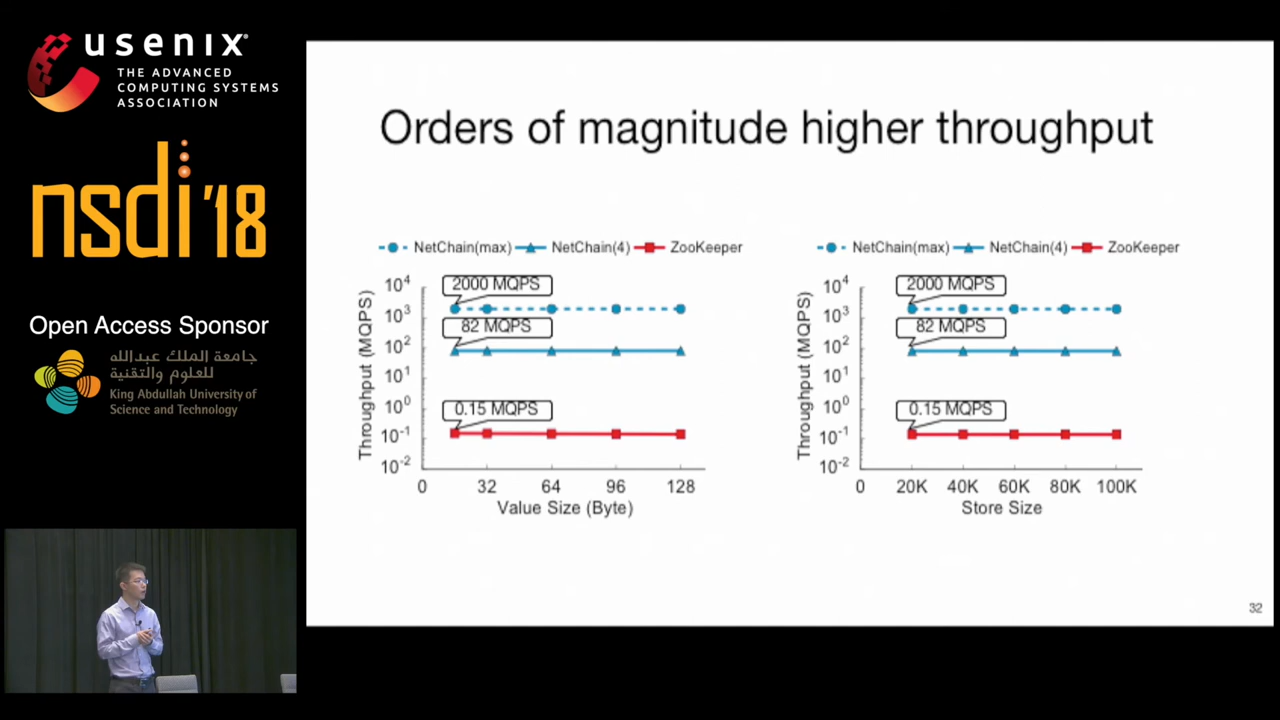 usenix®
THE ADVANCED
COMPUTING SYSTEMS
ASSOCIATION
nsdi '18
Open Access Sponsor
جامعة الملك عبدالله
للعلوم والتقنية
King Abdullah University of
Science and Technology
Orders of magnitude higher throughput
NetChain(max) NetChain(4) ZooKeeper
Throughput (MQPS)
10⁴
10³
10²
10¹
10⁰
10⁻¹
10⁻²
2000 MQPS
82 MQPS
0.15 MQPS
0 32 64 96 128
Value Size (Byte)
NetChain(max) NetChain(4) ZooKeeper
Throughput (MQPS)
10⁴
10³
10²
10¹
10⁰
10⁻¹
10⁻²
2000 MQPS
82 MQPS
0.15 MQPS
0 20K 40K 60K 80K 100K
Store Size
32